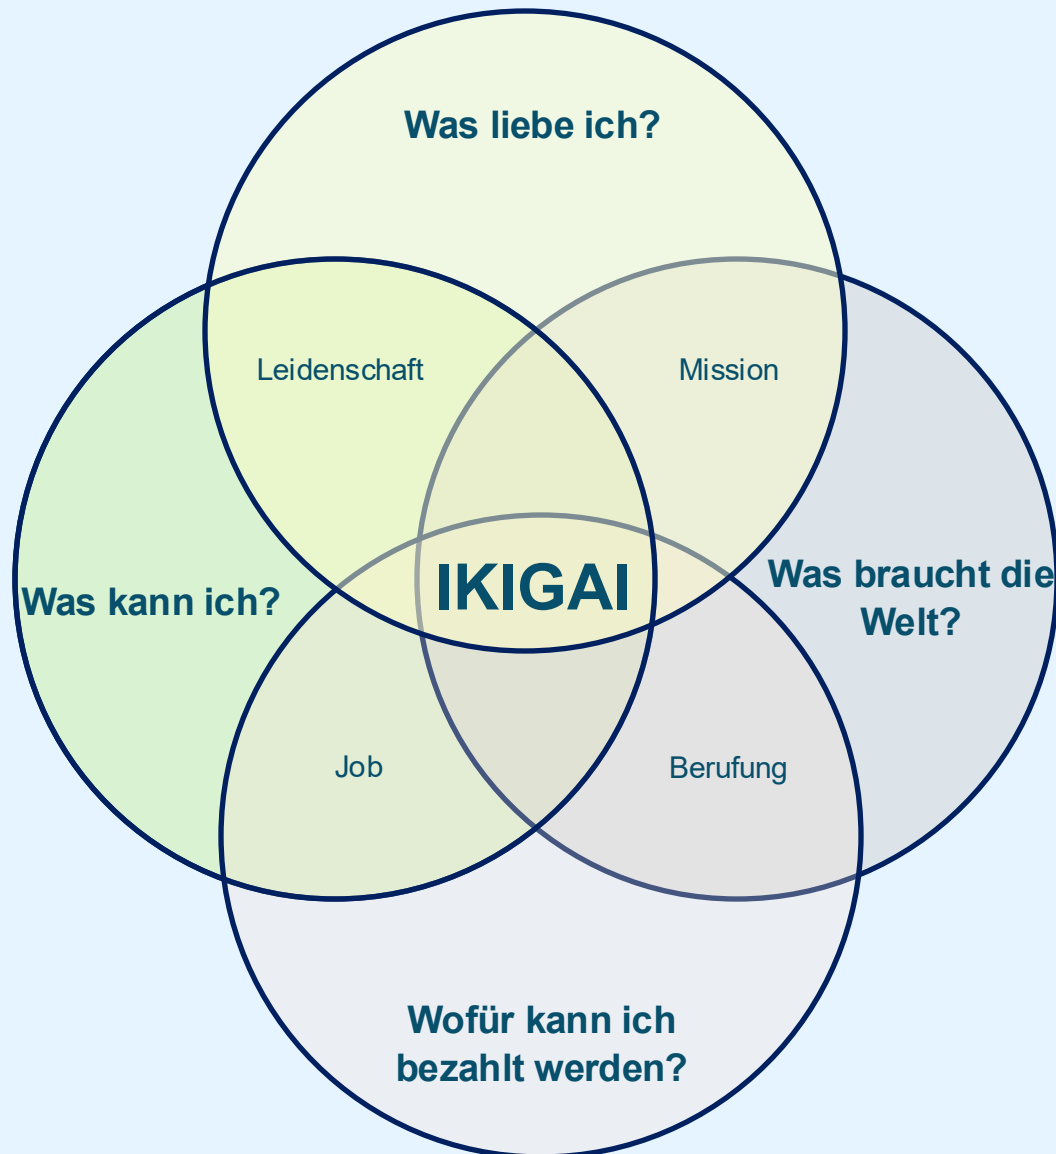 Was liebe ich?
Leidenschaft
Mission
Was kann ich?
IKIGAI
Was braucht die
Welt?
Job
Berufung
Wofür kann ich
bezahlt werden?